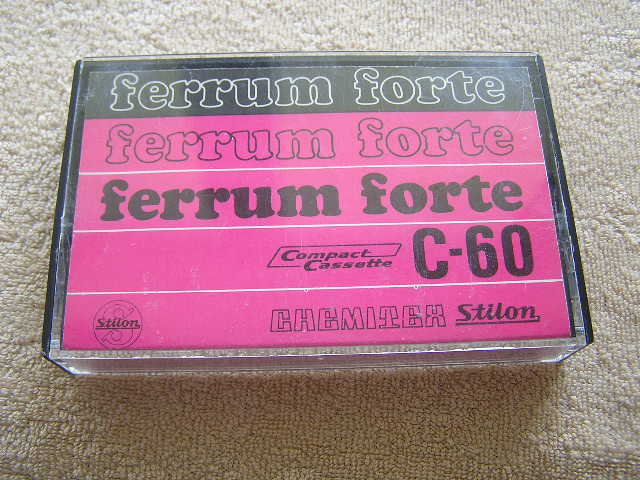 ferrum forte
ferrum forte
ferrum forte
Compact Cassette C-60
Stilon CHEMITEX Stilon